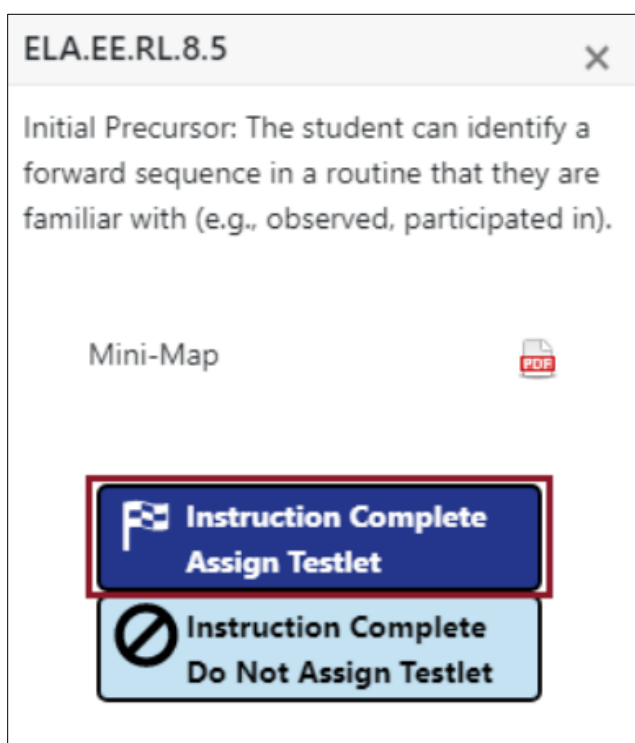 ELA.EE.RL.8.5
Initial Precursor: The student can identify a
forward sequence in a routine that they are
familiar with (e.g., observed, participated in).
Mini-Map
PDF
Instruction Complete
Assign Testlet
Instruction Complete
Do Not Assign Testlet